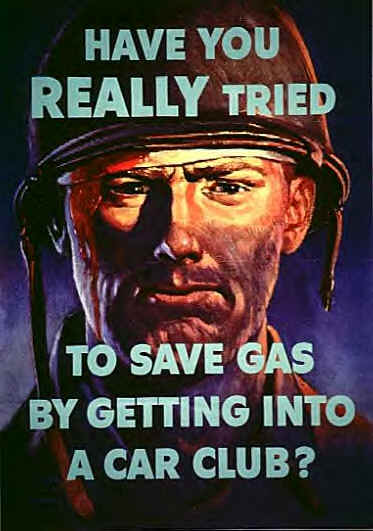 HAVE YOU
REALLY TRIED
TO SAVE GAS
BY GETTING INTO
A CAR CLUB?